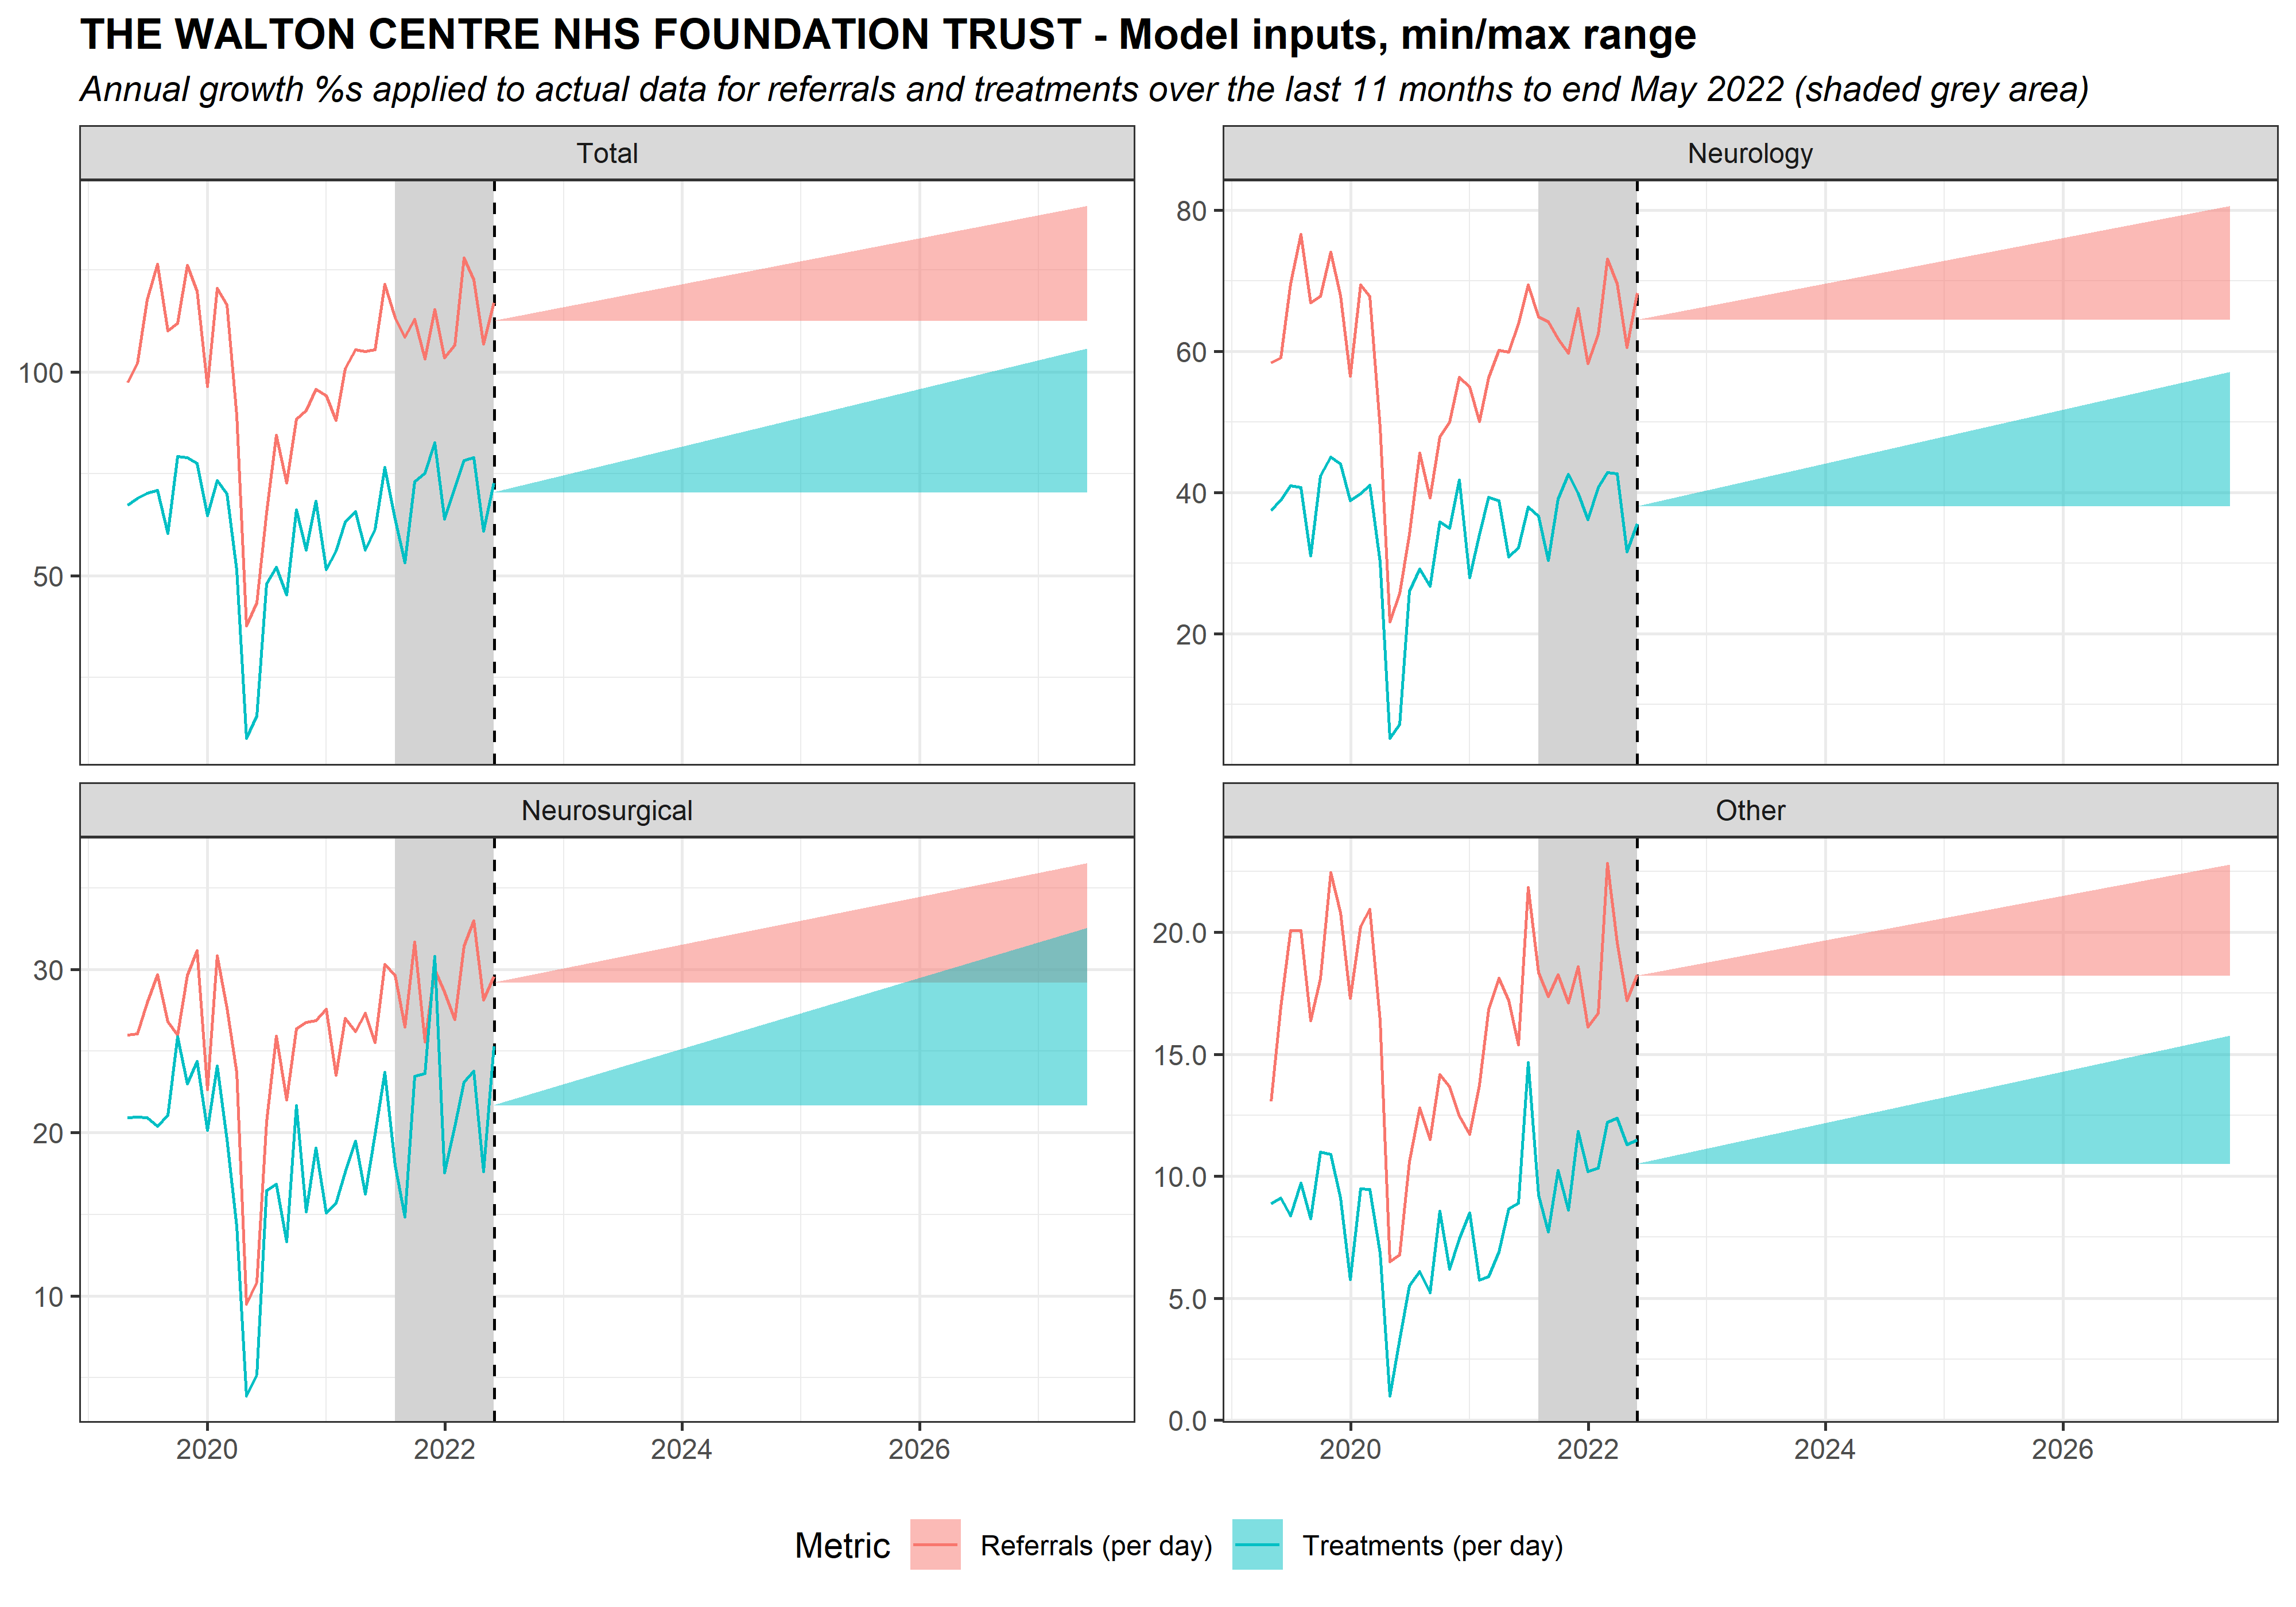 THE WALTON CENTRE NHS FOUNDATION TRUST - Model inputs, min/max range
Annual growth %s applied to actual data for referrals and treatments over the last 11 months to end May 2022 (shaded grey area)
Total
100
50
Neurology
80
60
40
20
Neurosurgical
30
20
10
2020 2022 2024 2026
Other
20.0
15.0
10.0
5.0
0.0
2020 2022 2024 2026
Metric Referrals (per day) Treatments (per day)